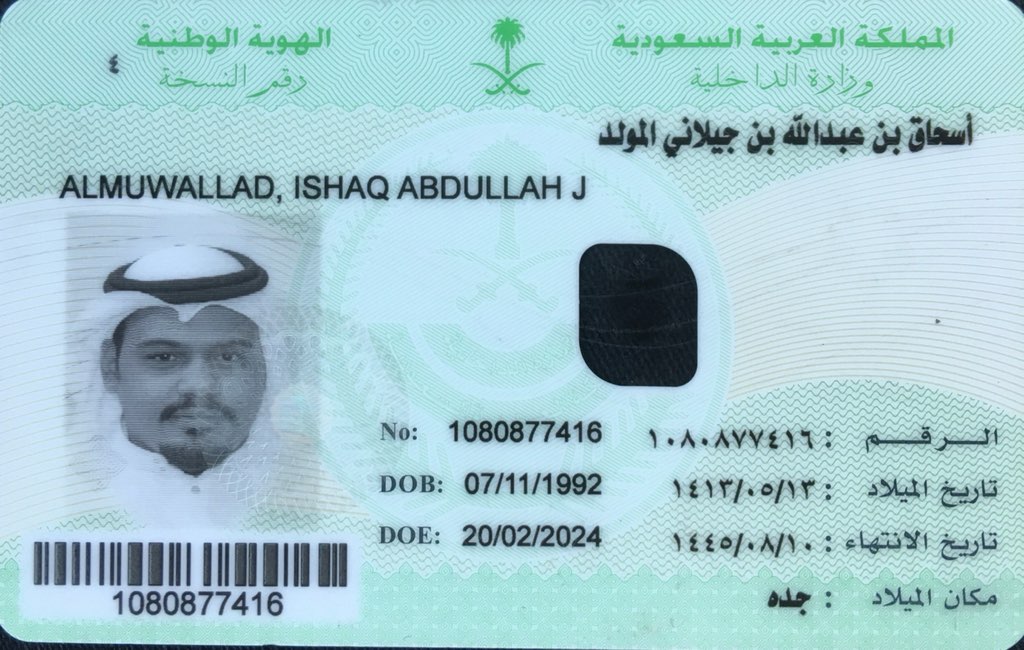 المملكة العربية السعودية
الهوية الوطنية
وزارة الداخلية
رقم النسخة
٤
أسحاق بن عبدالله بن جيلاني المولد
ALMUWALLAD, ISHAQ ABDULLAH J
No: 1080877416
الـرقـم : ١٠٨٠٨٧٧٤١٦
DOB: 07/11/1992
تاريخ الميلاد : ١٤١٣/٠٥/١٣
DOE: 20/02/2024
تاريخ الانتهاء : ١٤٤٥/٠٨/١٠
مكان الميلاد : جده
1080877416